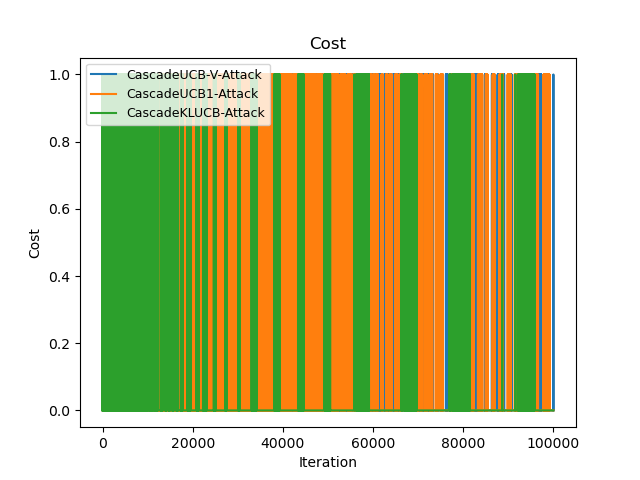 Cost
CascadeUCB-V-Attack
CascadeUCB1-Attack
CascadeKLUCB-Attack
1.0
0.8
0.6
0.4
0.2
0.0
Cost
0 20000 40000 60000 80000 100000
Iteration